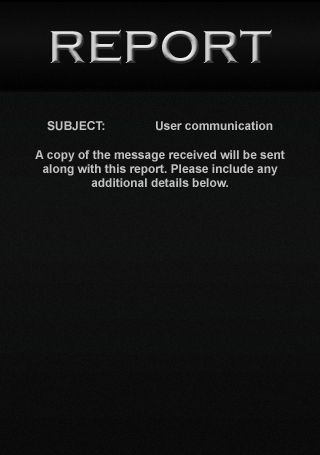 REPORT
SUBJECT: User communication
A copy of the message received will be sent
along with this report. Please include any
additional details below.